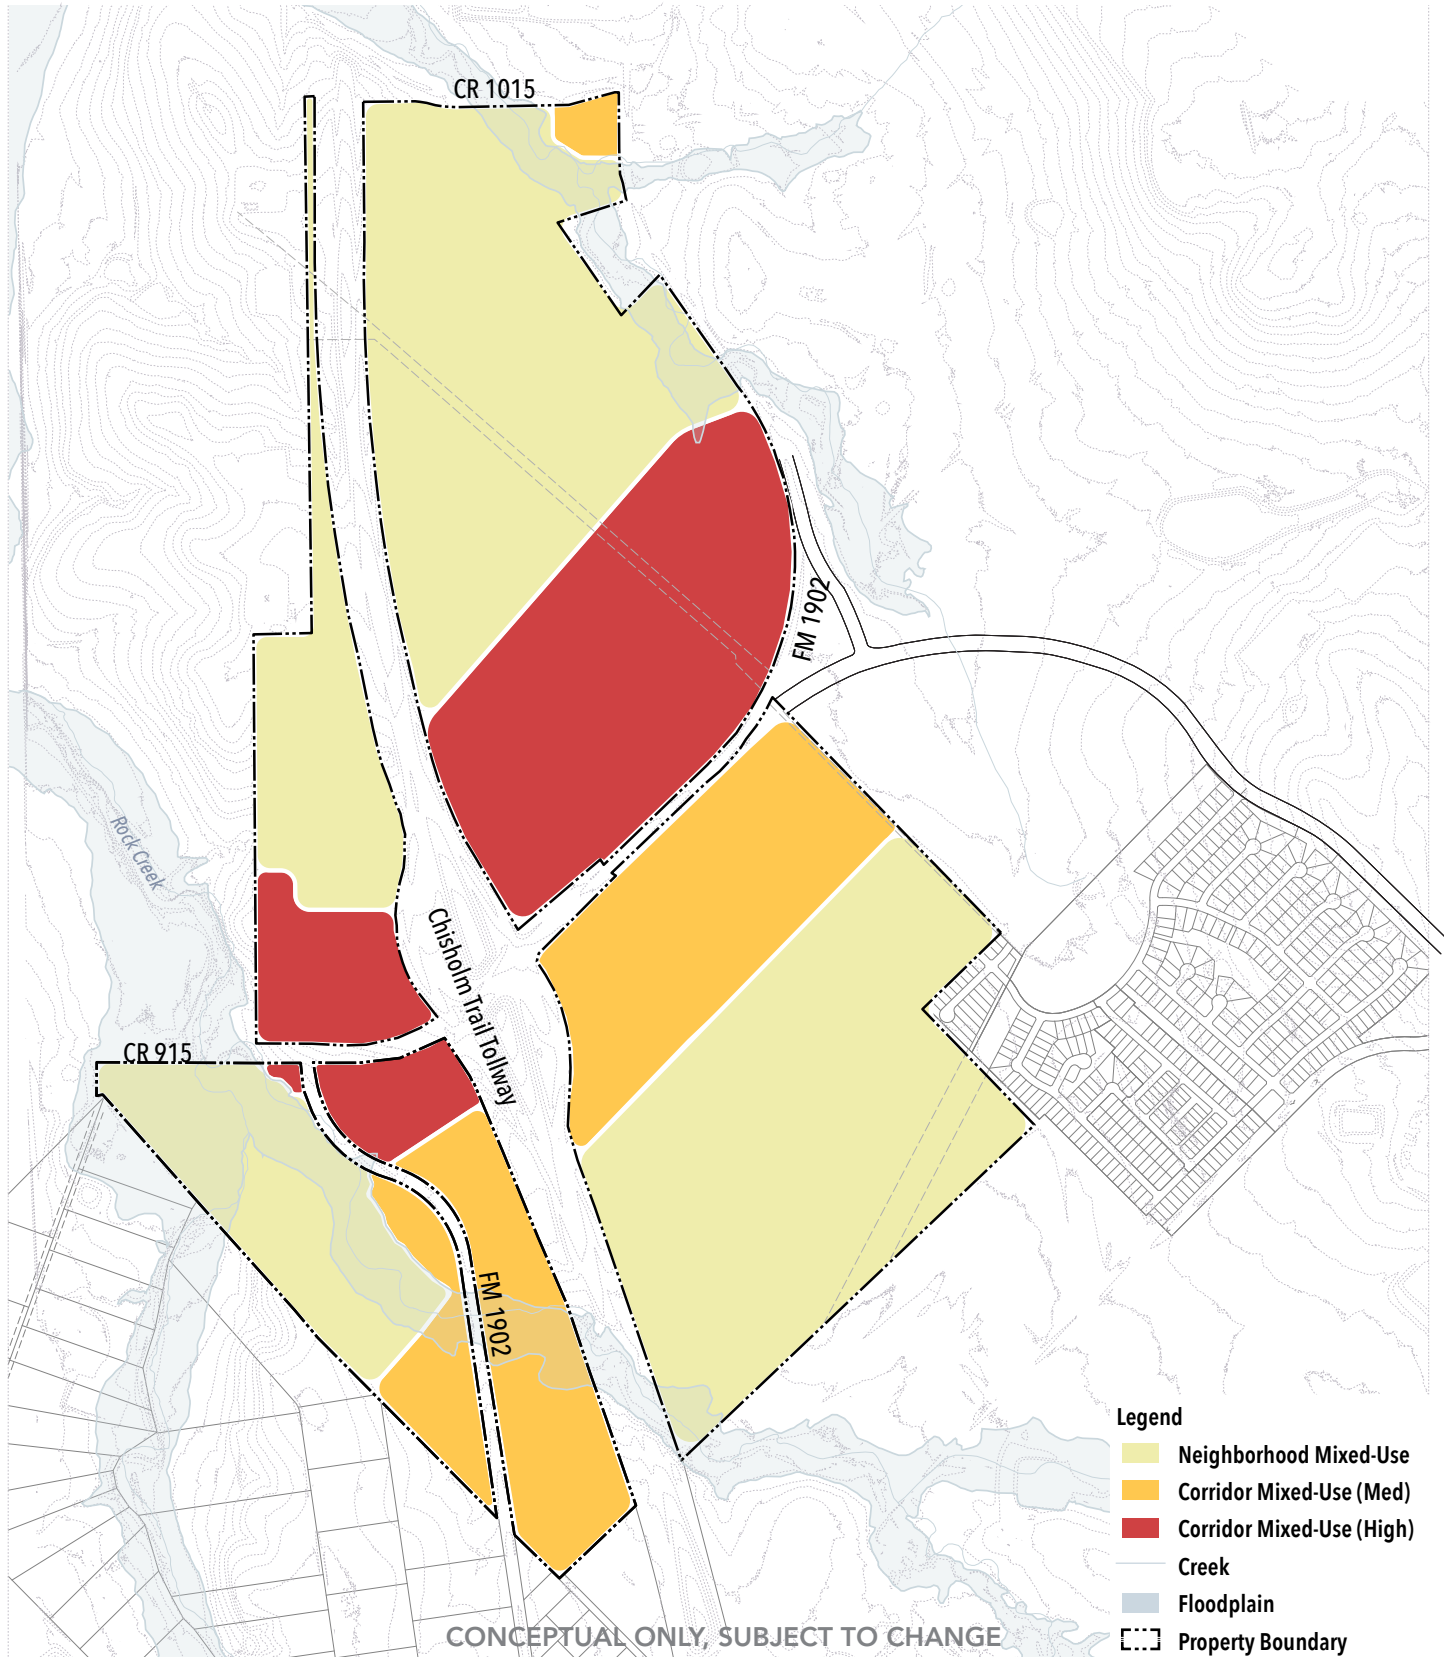 CR 1015
FM 1902
Rock Creek
Chisholm Trail Tollway
CR 915
FM 1902
Legend
Neighborhood Mixed-Use
Corridor Mixed-Use (Med)
Corridor Mixed-Use (High)
Creek
Floodplain
Property Boundary
CONCEPTUAL ONLY, SUBJECT TO CHANGE